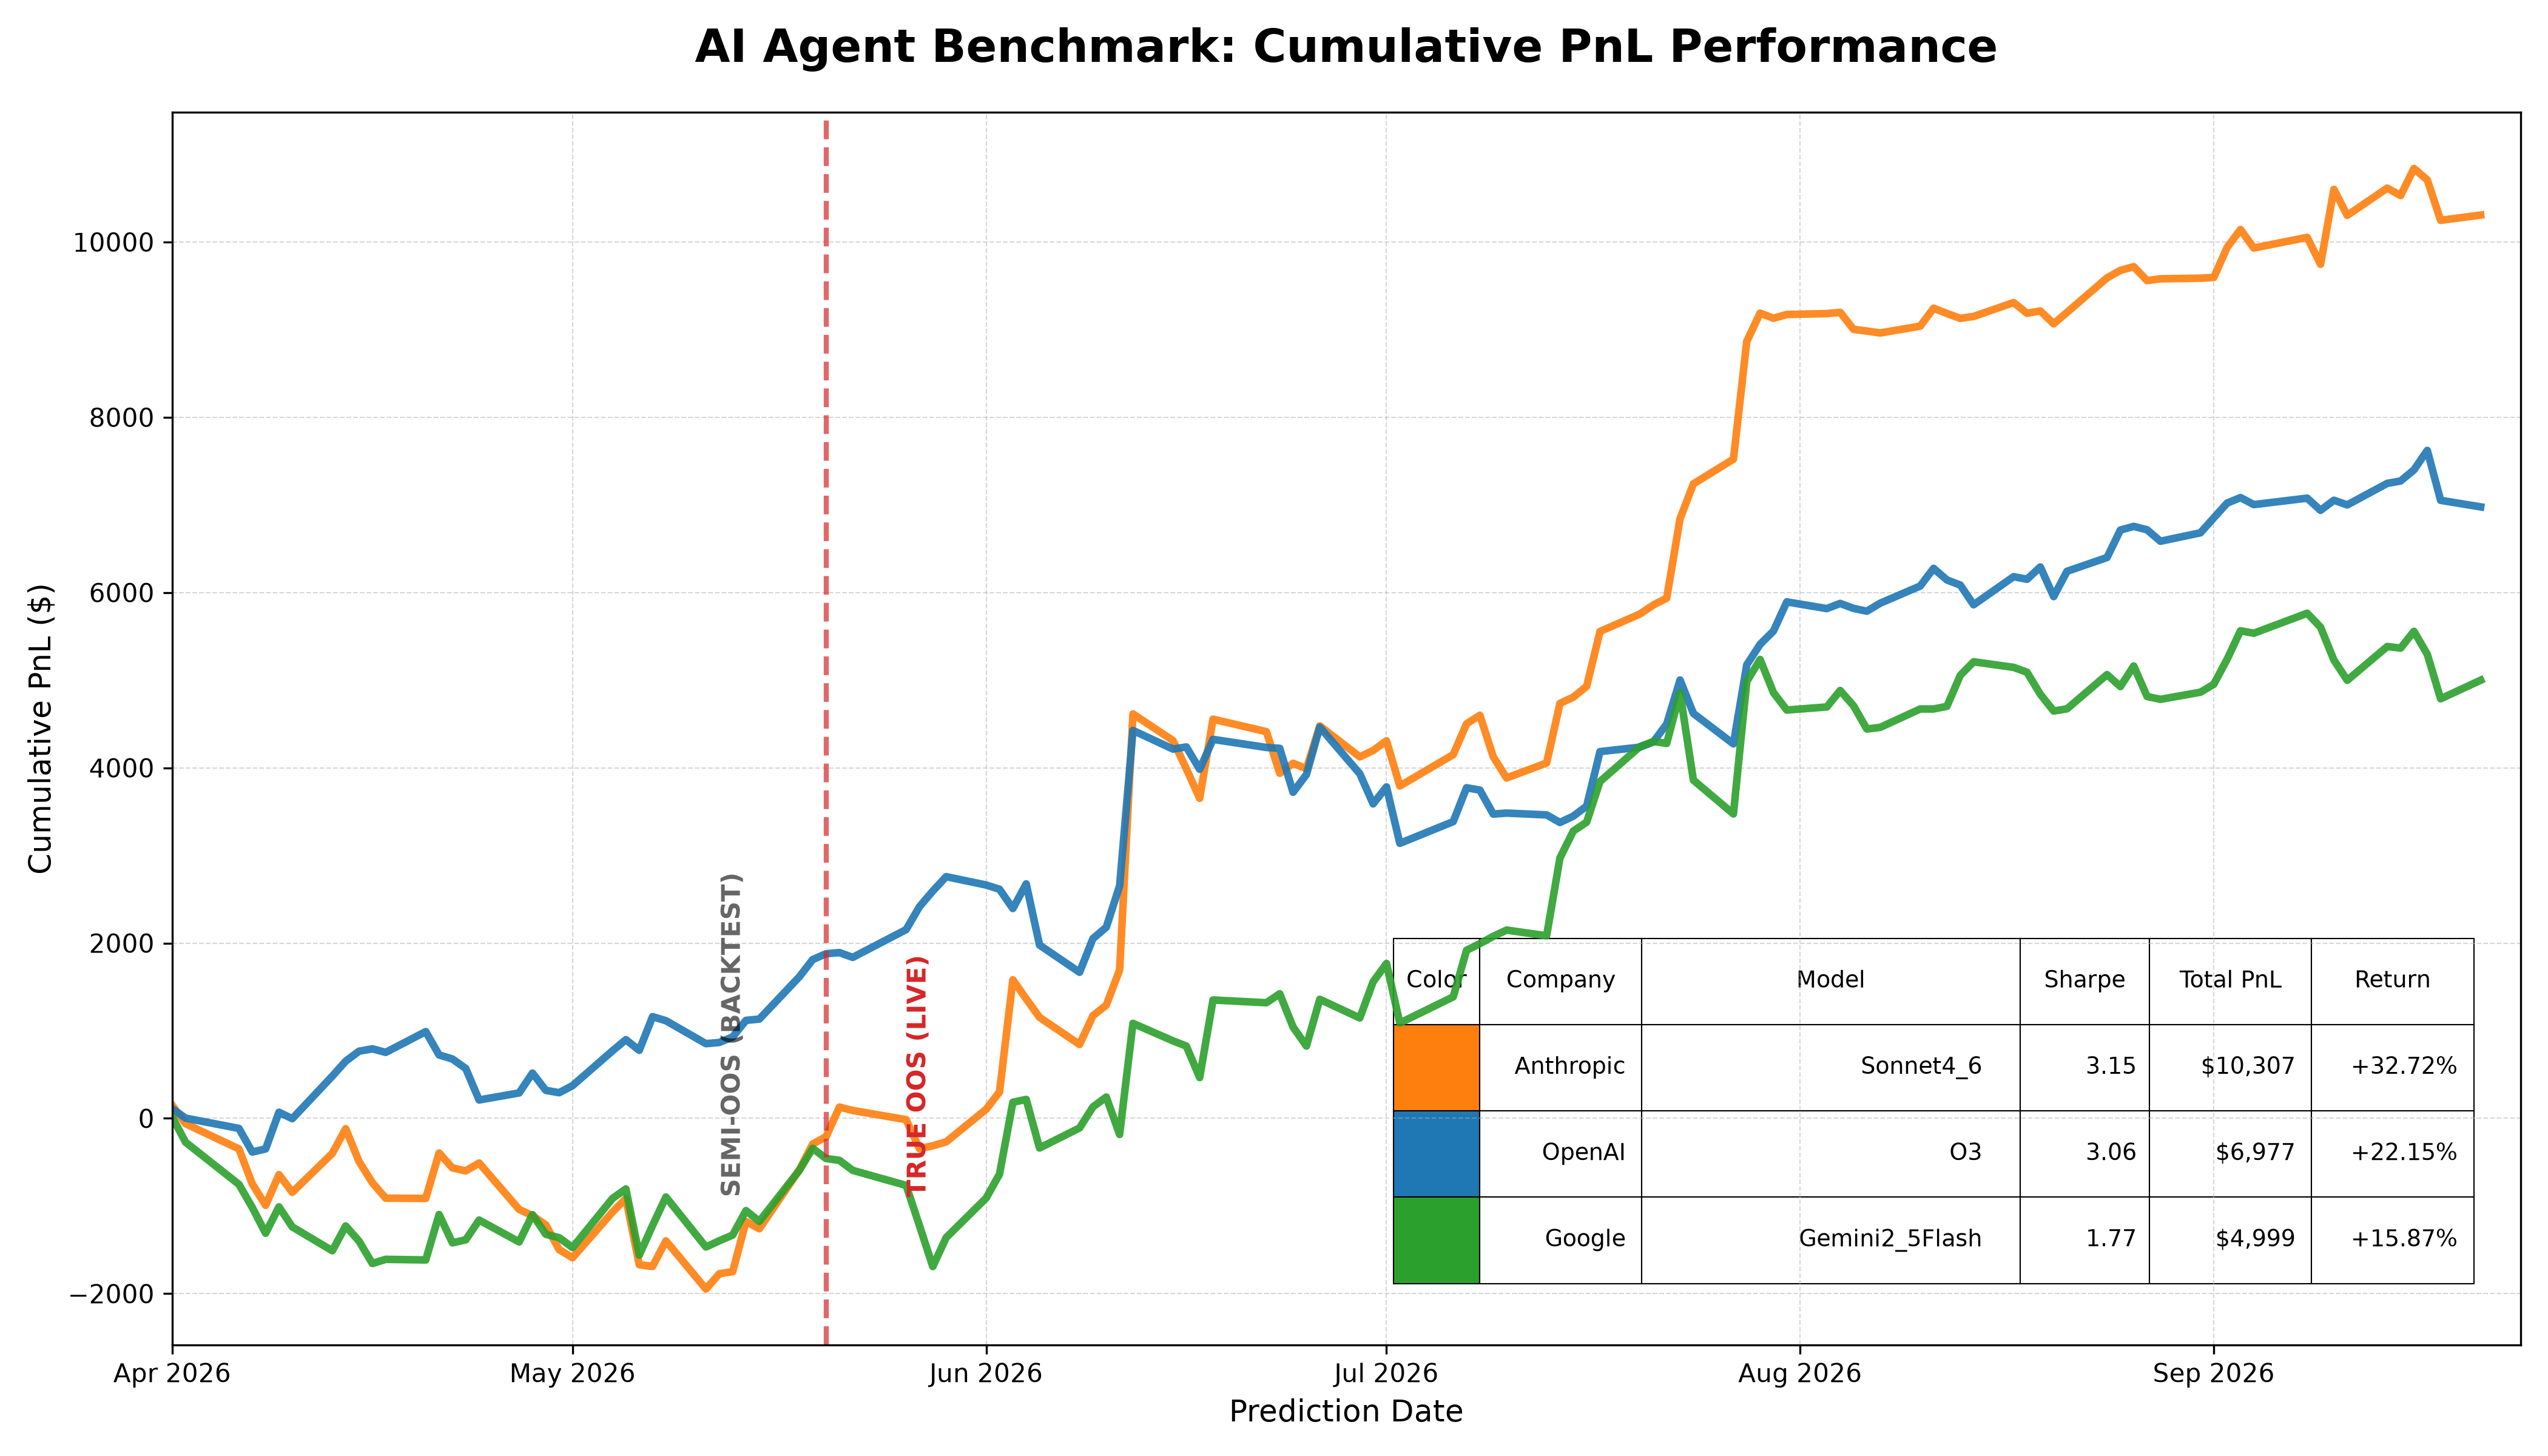 AI Agent Benchmark: Cumulative PnL Performance
Cumulative PnL ($)
10000
8000
6000
4000
2000
0
−2000
SEMI-OOS (BACKTEST)
TRUE OOS (LIVE)
Color Company Model Sharpe Total PnL Return
Anthropic Sonnet4_6 3.15 $10,307 +32.72%
OpenAI O3 3.06 $6,977 +22.15%
Google Gemini2_5Flash 1.77 $4,999 +15.87%
Apr 2026 May 2026 Jun 2026 Jul 2026 Aug 2026 Sep 2026
Prediction Date